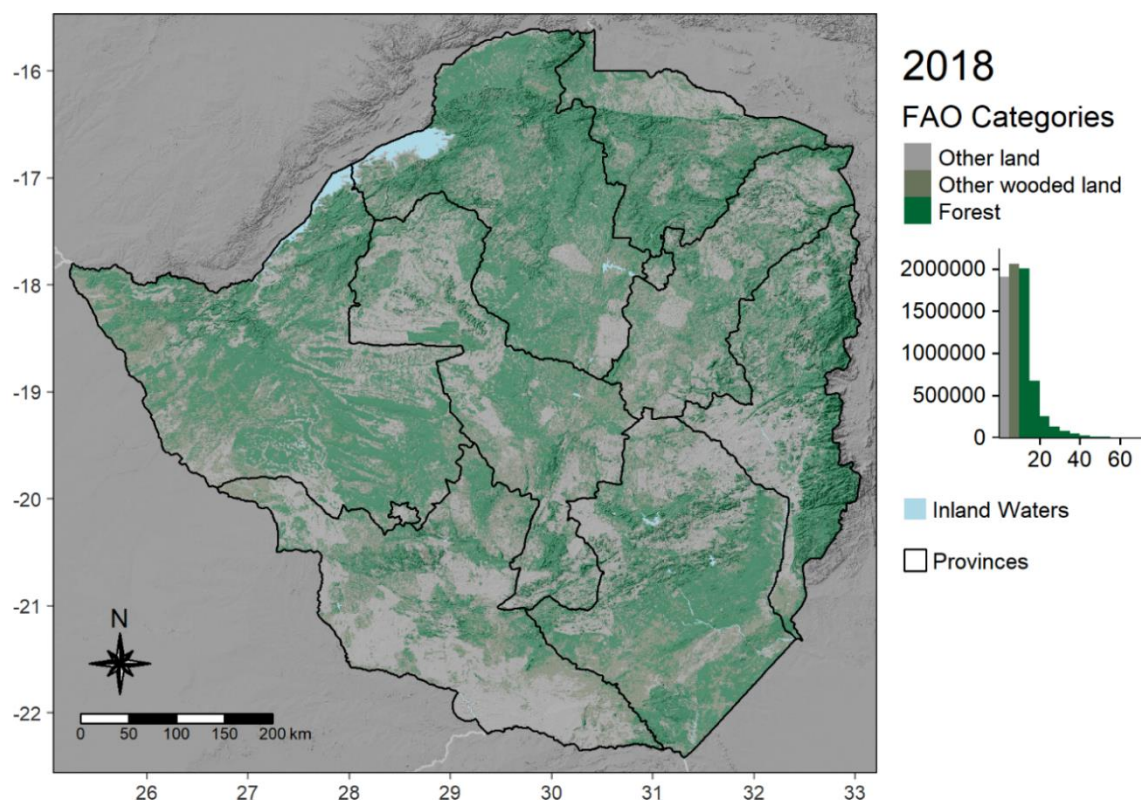 2018
FAO Categories
Other land
Other wooded land
Forest
2000000
1500000
1000000
500000
0
20 40 60
Inland Waters
Provinces
-16
-17
-18
-19
-20
-21
-22
N
0 50 100 150 200 km
26 27 28 29 30 31 32 33